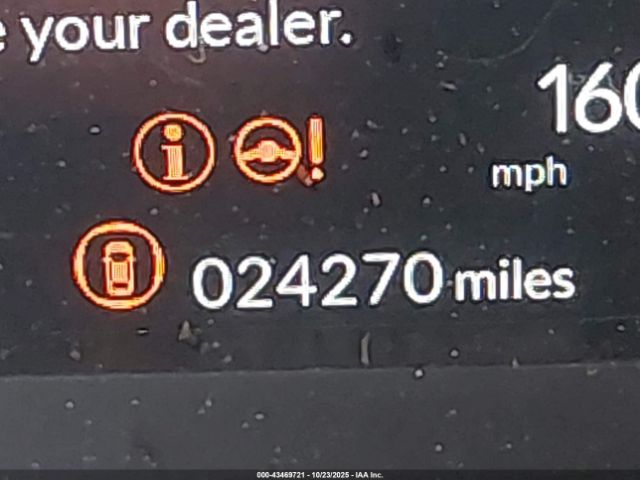 your dealer.
160
mph
024270 miles
000-43469721 - 10/23/2025 - IAA Inc.